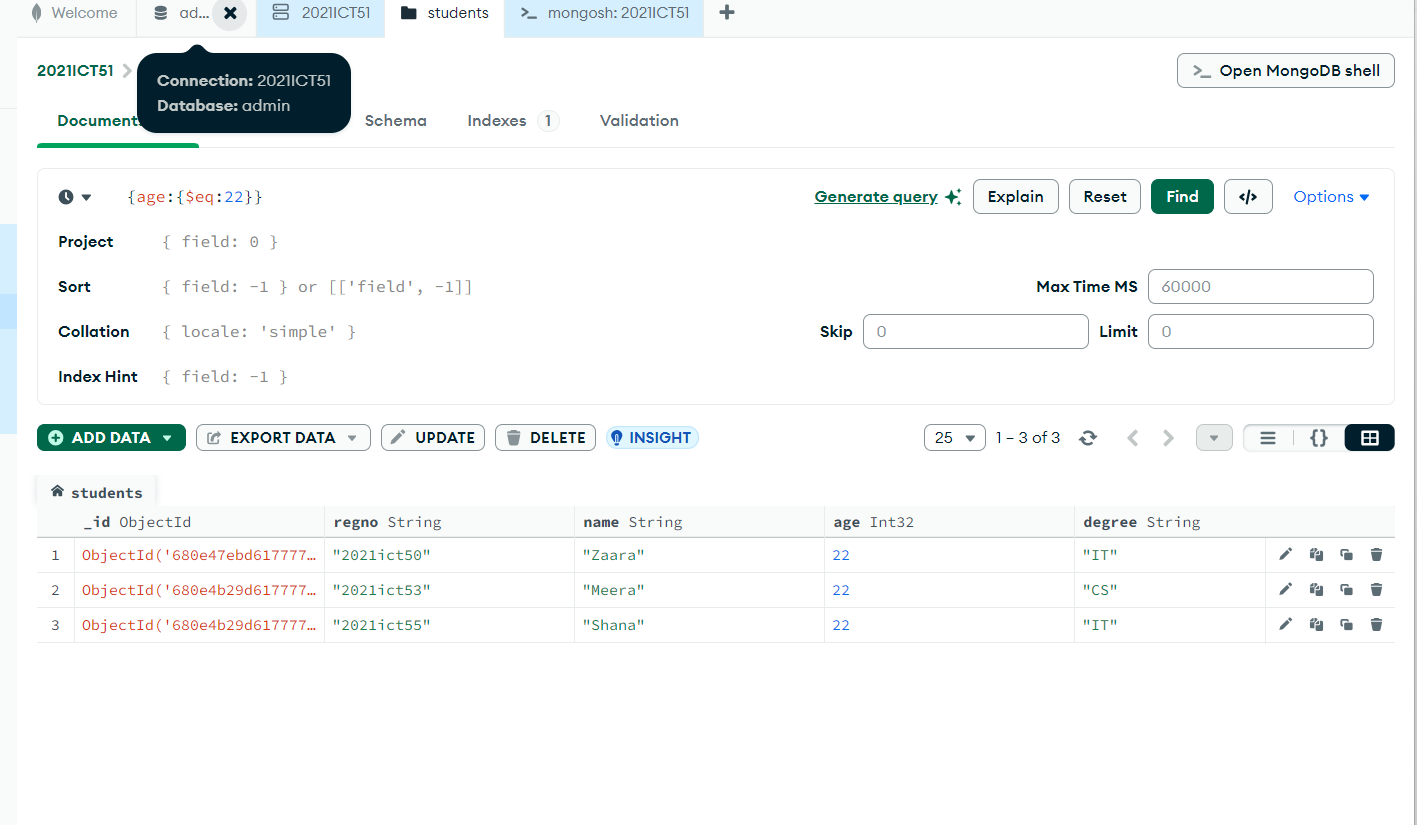 Welcome ad... 2021ICT51 students mongosh: 2021ICT51
2021ICT51
Connection: 2021ICT51
Database: admin
Open MongoDB shell
Document Schema Indexes 1 Validation
{age:{$eq:22}} Generate query Explain Reset Find </> Options
Project { field: 0 }
Sort { field: -1 } or [['field', -1]] Max Time MS 60000
Collation { locale: 'simple' } Skip 0 Limit 0
Index Hint { field: -1 }
ADD DATA EXPORT DATA UPDATE DELETE INSIGHT 25 1 – 3 of 3 {}
students
_id ObjectId regno String name String age Int32 degree String
1 ObjectId('680e47ebd617777… "2021ict50" "Zaara" 22 "IT"
2 ObjectId('680e4b29d617777… "2021ict53" "Meera" 22 "CS"
3 ObjectId('680e4b29d617777… "2021ict55" "Shana" 22 "IT"